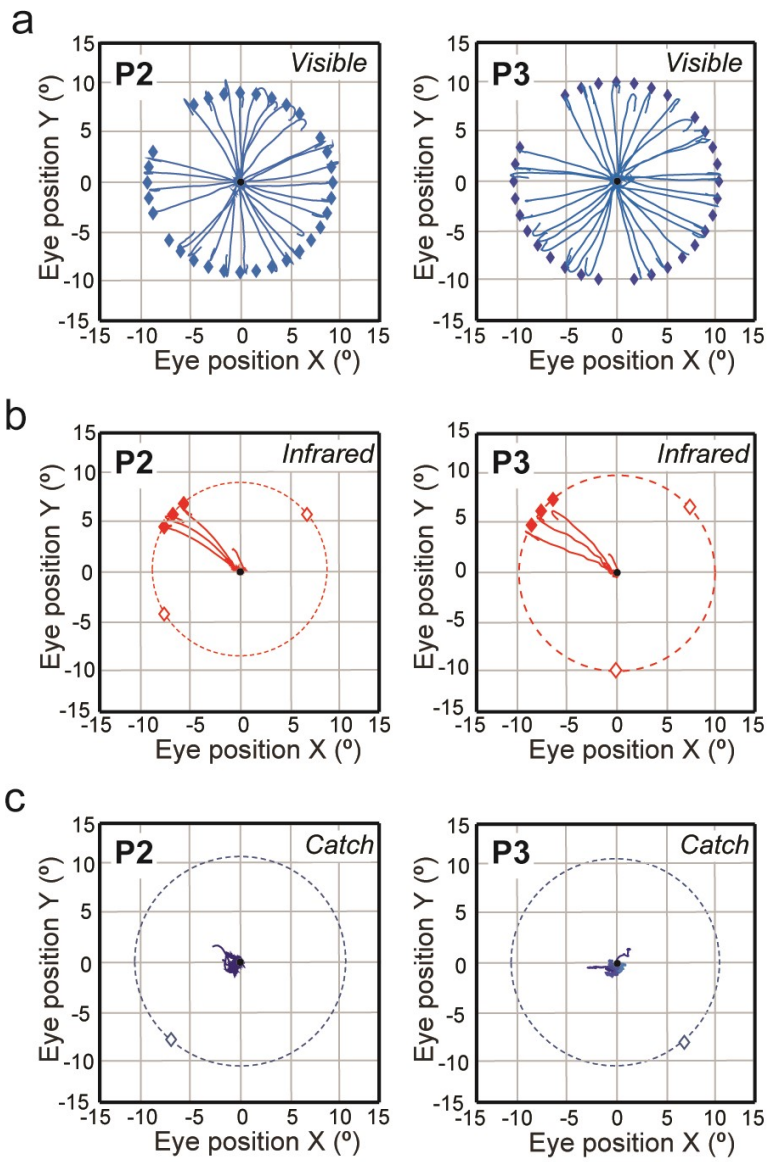 a
P2 Visible
15
10
5
0
-5
-10
-15
-15 -10 -5 0 5 10 15
Eye position Y (º)
Eye position X (º)
P3 Visible
15
10
5
0
-5
-10
-15
-15 -10 -5 0 5 10 15
Eye position Y (º)
Eye position X (º)
b
P2 Infrared
15
10
5
0
-5
-10
-15
-15 -10 -5 0 5 10 15
Eye position Y (º)
Eye position X (º)
P3 Infrared
15
10
5
0
-5
-10
-15
-15 -10 -5 0 5 10 15
Eye position Y (º)
Eye position X (º)
c
P2 Catch
15
10
5
0
-5
-10
-15
-15 -10 -5 0 5 10 15
Eye position Y (º)
Eye position X (º)
P3 Catch
15
10
5
0
-5
-10
-15
-15 -10 -5 0 5 10 15
Eye position Y (º)
Eye position X (º)